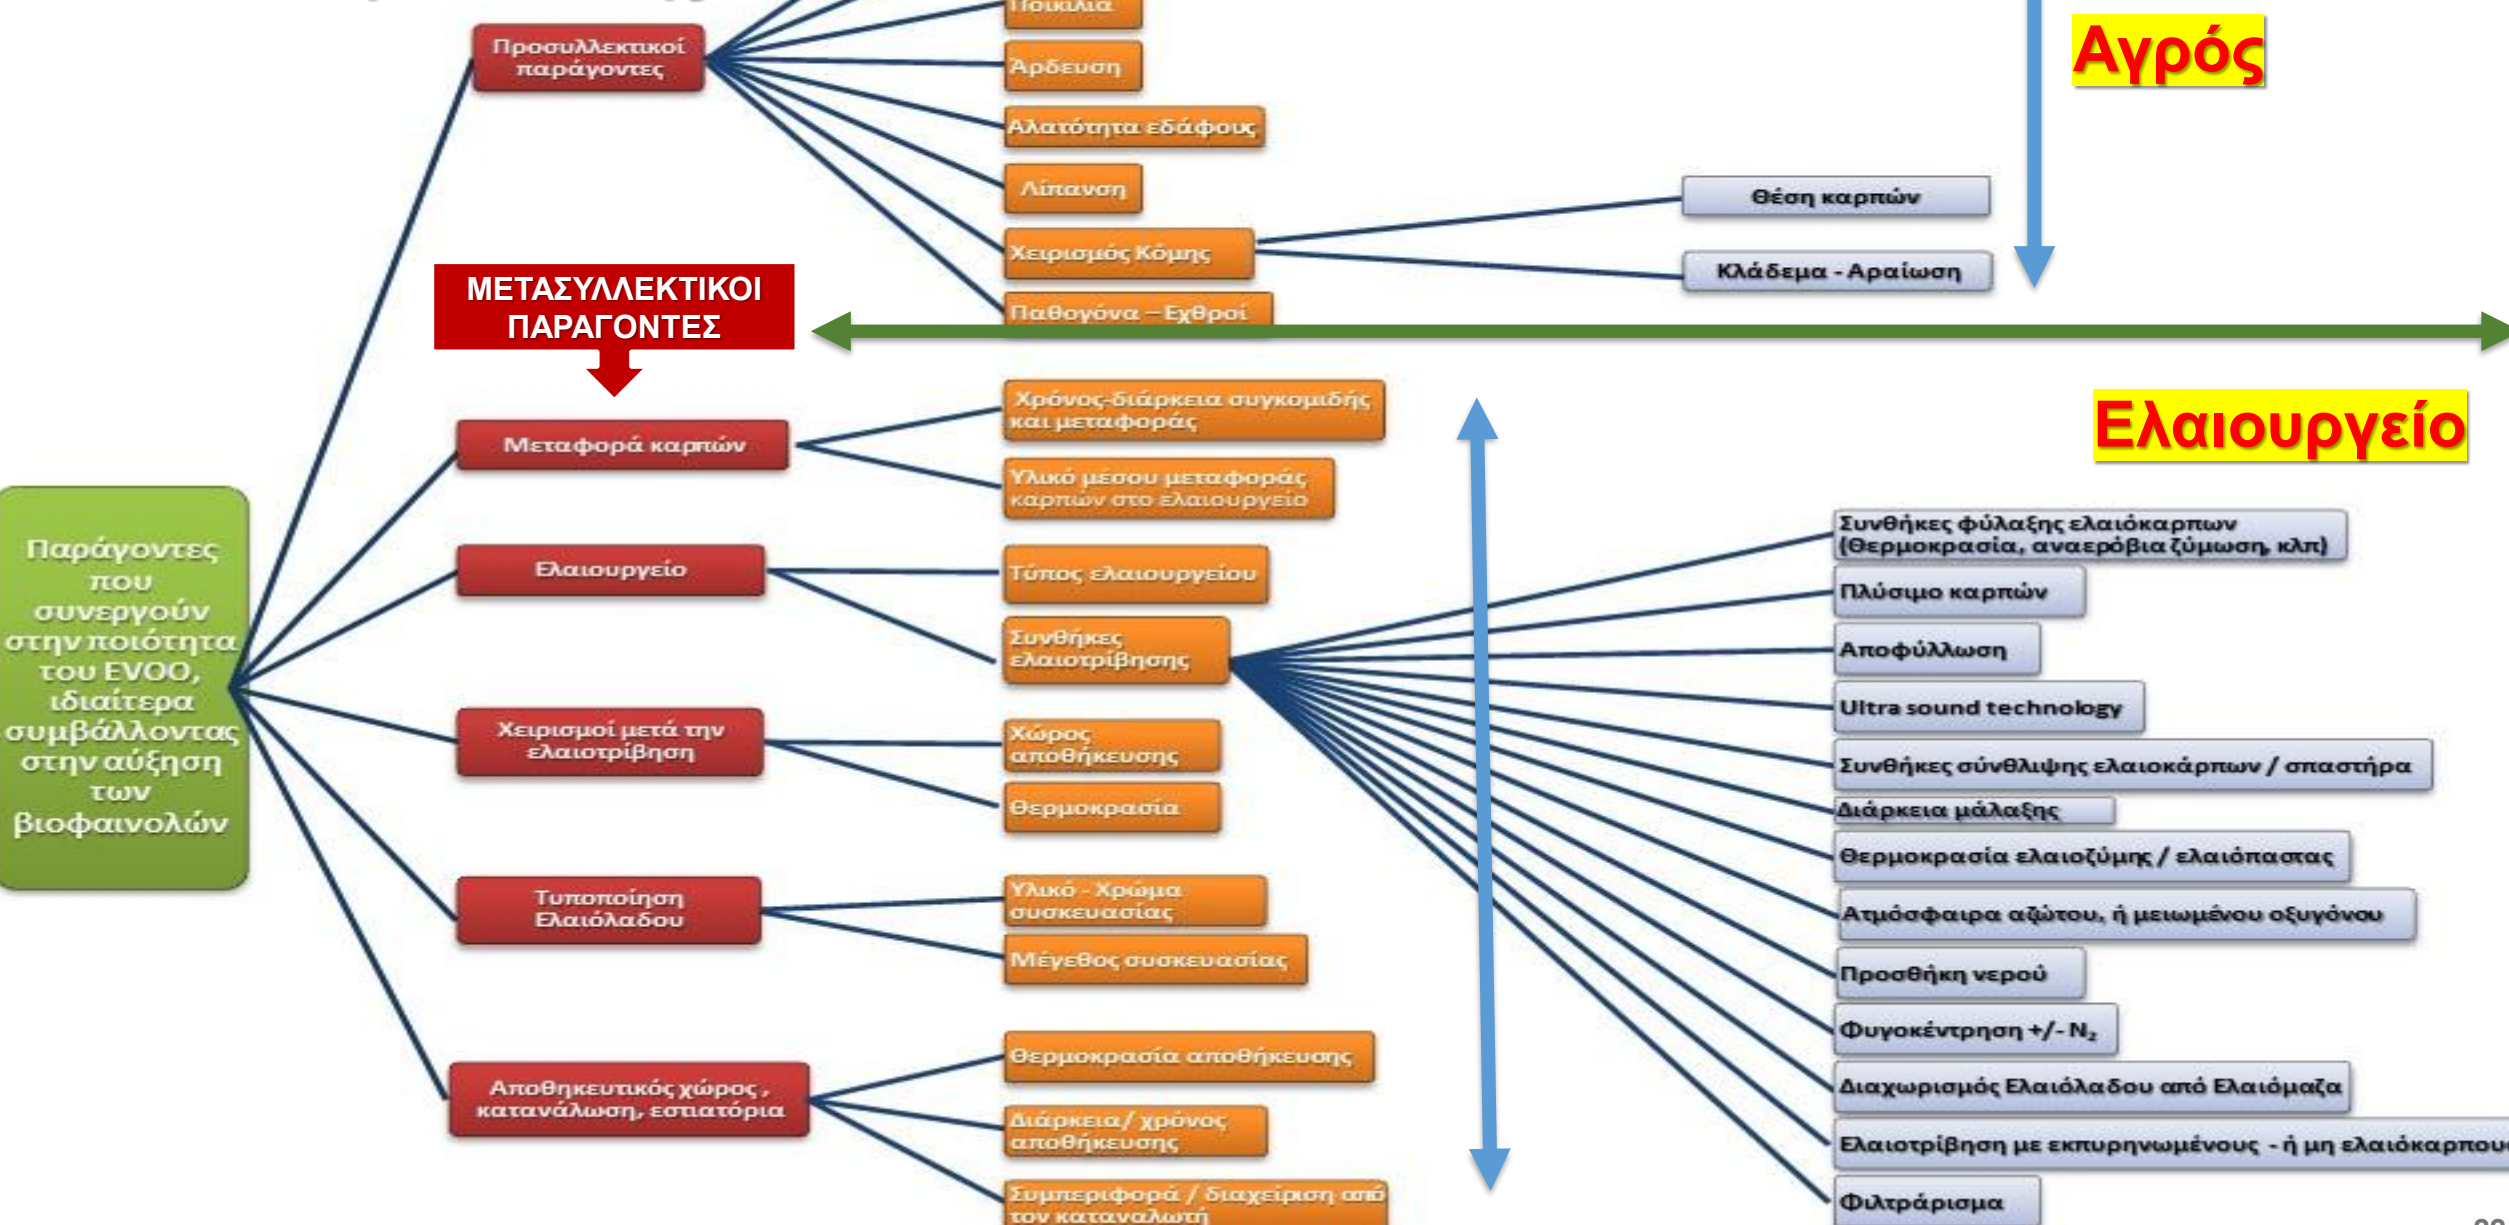 Ποικιλία
Προσυλλεκτικοί
παράγοντες
Άρδευση
Αγρός
Αλατότητα εδάφους
Λίπανση
Θέση καρπών
Χειρισμός Κόμης
Κλάδεμα - Αραίωση
Παθογόνα – Εχθροί
ΜΕΤΑΣΥΛΛΕΚΤΙΚΟΙ
ΠΑΡΑΓΟΝΤΕΣ
Ελαιουργείο
Παράγοντες
που
συνεργούν
στην ποιότητα
του EVOO,
ιδιαίτερα
συμβάλλοντας
στην αύξηση
των
βιοφαινολών
Μεταφορά καρπών
Χρόνος-διάρκεια συγκομιδής
και μεταφοράς
Υλικό μέσου μεταφοράς
καρπών στο ελαιουργείο
Ελαιουργείο
Τύπος ελαιουργείου
Συνθήκες
ελαιοτρίβησης
Συνθήκες φύλαξης ελαιόκαρπων
(Θερμοκρασία, αναερόβια ζύμωση, κλπ)
Πλύσιμο καρπών
Αποφύλλωση
Ultra sound technology
Συνθήκες σύνθλιψης ελαιοκάρπων / σπαστήρα
Διάρκεια μάλαξης
Θερμοκρασία ελαιοζύμης / ελαιόπαστας
Ατμόσφαιρα αζώτου, ή μειωμένου οξυγόνου
Προσθήκη νερού
Φυγοκέντρηση +/- N₂
Διαχωρισμός Ελαιόλαδου από Ελαιόμαζα
Ελαιοτρίβηση με εκπυρηνωμένους - ή μη ελαιόκαρπους
Φιλτράρισμα
Χειρισμοί μετά την
ελαιοτρίβηση
Χώρος
αποθήκευσης
Θερμοκρασία
Τυποποίηση
Ελαιόλαδου
Υλικό - Χρώμα
συσκευασίας
Μέγεθος συσκευασίας
Αποθηκευτικός χώρος ,
κατανάλωση, εστιατόρια
Θερμοκρασία αποθήκευσης
Διάρκεια/ χρόνος
αποθήκευσης
Συμπεριφορά / διαχείριση από
τον καταναλωτή